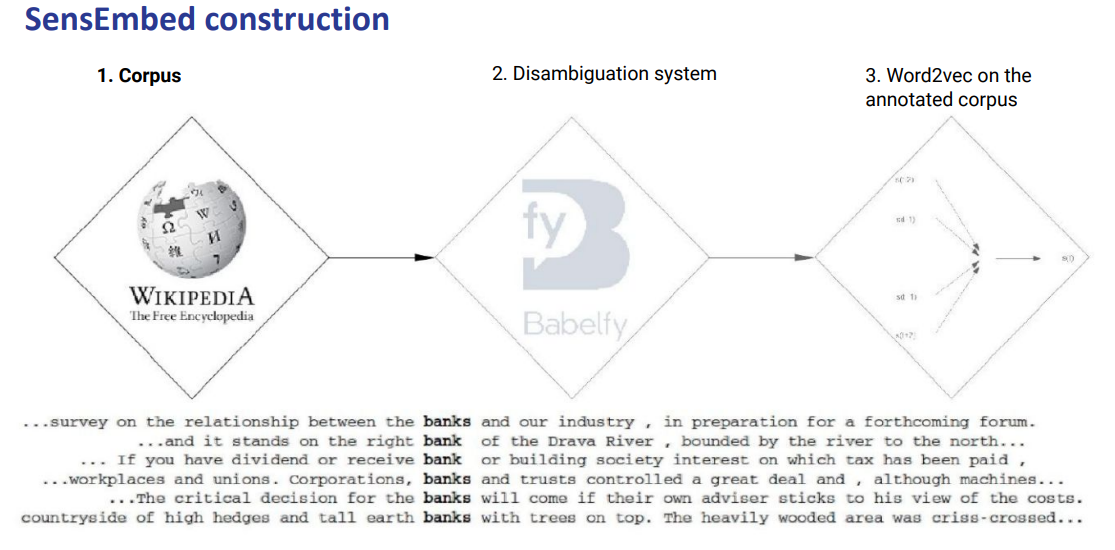 SensEmbed construction
1. Corpus
2. Disambiguation system
3. Word2vec on the
annotated corpus
Ω
W
И
維
7
WIKIPEDIA
The Free Encyclopedia
fy
B
Babelfy
...survey on the relationship between the banks and our industry , in preparation for a forthcoming forum.
...and it stands on the right bank of the Drava River , bounded by the river to the north...
... If you have dividend or receive bank or building society interest on which tax has been paid ,
...workplaces and unions. Corporations, banks and trusts controlled a great deal and , although machines...
...The critical decision for the banks will come if their own adviser sticks to his view of the costs.
countryside of high hedges and tall earth banks with trees on top. The heavily wooded area was criss-crossed...